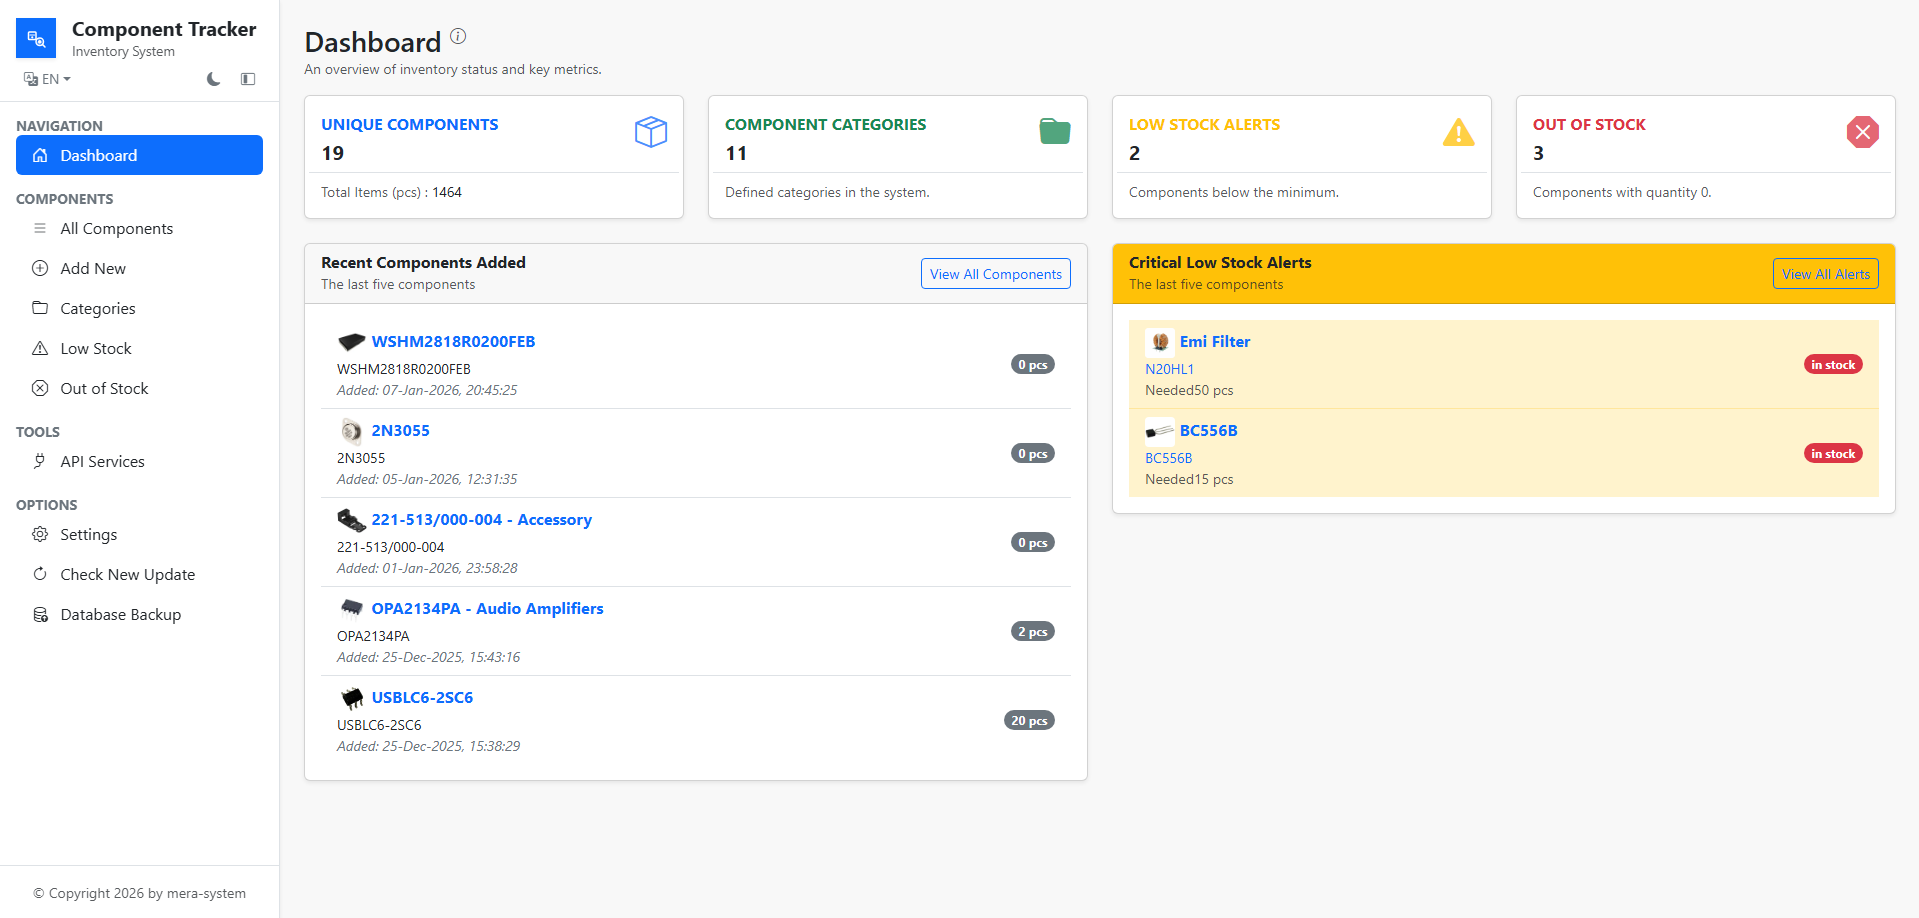 Component Tracker
Inventory System
EN
NAVIGATION
Dashboard
COMPONENTS
All Components
Add New
Categories
Low Stock
Out of Stock
TOOLS
API Services
OPTIONS
Settings
Check New Update
Database Backup
© Copyright 2026 by mera-system
Dashboard
An overview of inventory status and key metrics.
UNIQUE COMPONENTS
19
Total Items (pcs) : 1464
COMPONENT CATEGORIES
11
Defined categories in the system.
LOW STOCK ALERTS
2
Components below the minimum.
OUT OF STOCK
3
Components with quantity 0.
Recent Components Added
The last five components
View All Components
WSHM2818R0200FEB
WSHM2818R0200FEB
Added: 07-Jan-2026, 20:45:25
0 pcs
2N3055
2N3055
Added: 05-Jan-2026, 12:31:35
0 pcs
221-513/000-004 - Accessory
221-513/000-004
Added: 01-Jan-2026, 23:58:28
0 pcs
OPA2134PA - Audio Amplifiers
OPA2134PA
Added: 25-Dec-2025, 15:43:16
2 pcs
USBLC6-2SC6
USBLC6-2SC6
Added: 25-Dec-2025, 15:38:29
20 pcs
Critical Low Stock Alerts
The last five components
View All Alerts
Emi Filter
N20HL1
Needed50 pcs
in stock
BC556B
BC556B
Needed15 pcs
in stock